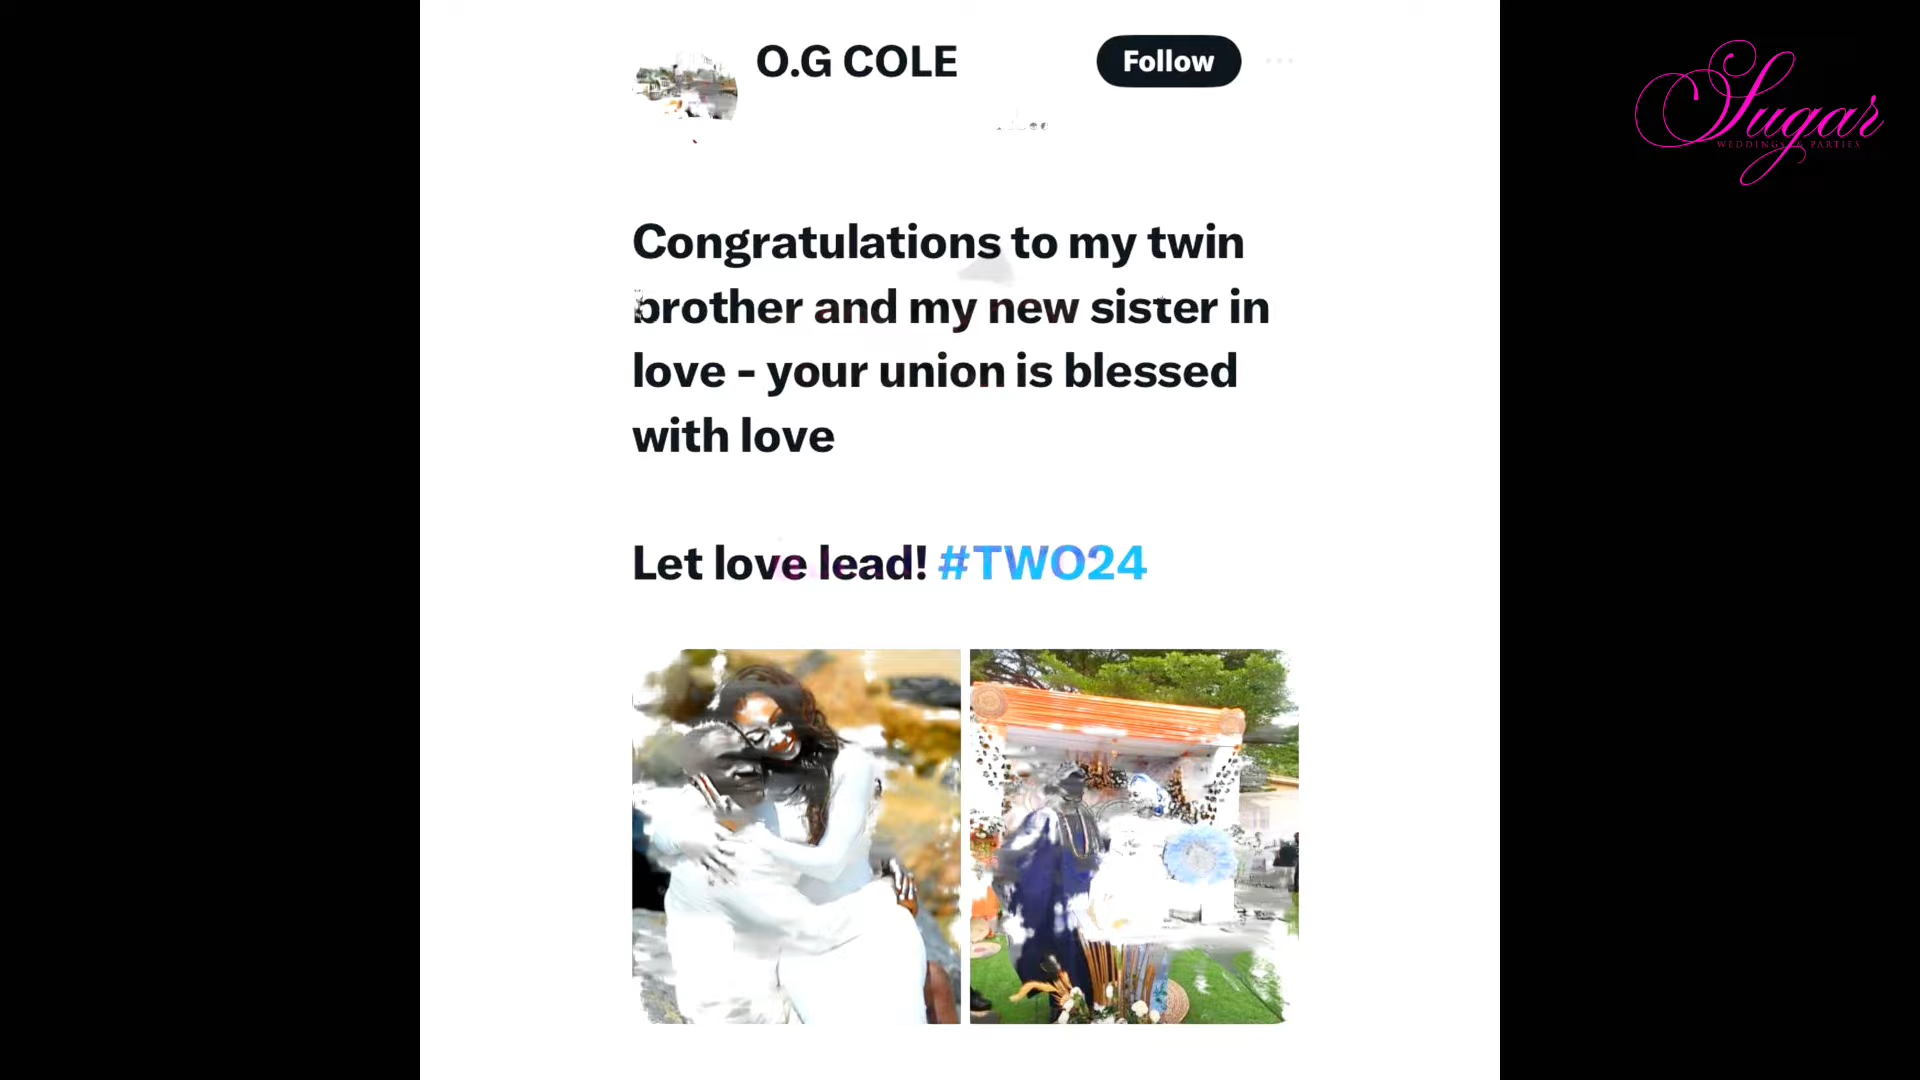 O.G COLE
Follow
Sugar
WEDDINGS & PARTIES
Congratulations to my twin
brother and my new sister in
love - your union is blessed
with love
Let love lead! #TWO24